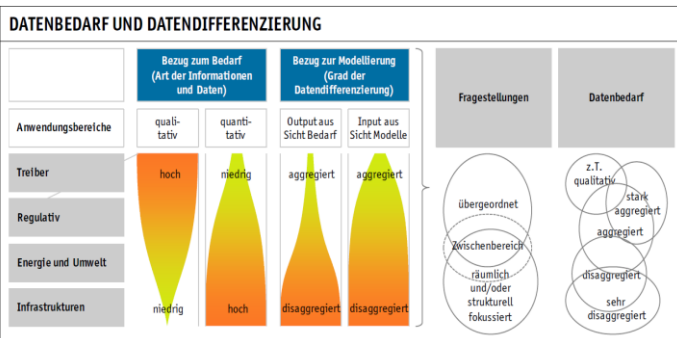 DATENBEDARF UND DATENDIFFERENZIERUNG
Bezug zum Bedarf
(Art der Informationen
und Daten)
Bezug zur Modellierung
(Grad der
Datendifferenzierung)
Fragestellungen
Datenbedarf
Anwendungsbereiche
quali-
tativ
quanti-
tativ
Output aus
Sicht Bedarf
Input aus
Sicht Modelle
Treiber
hoch
niedrig
aggregiert
aggregiert
Regulativ
Energie und Umwelt
Infrastrukturen
niedrig
hoch
disaggregiert
disaggregiert
übergeordnet
Zwischenbereich
räumlich
und/oder
strukturell
fokussiert
z.T.
qualitativ
stark
aggregiert
aggregiert
disaggregiert
sehr
disaggregiert